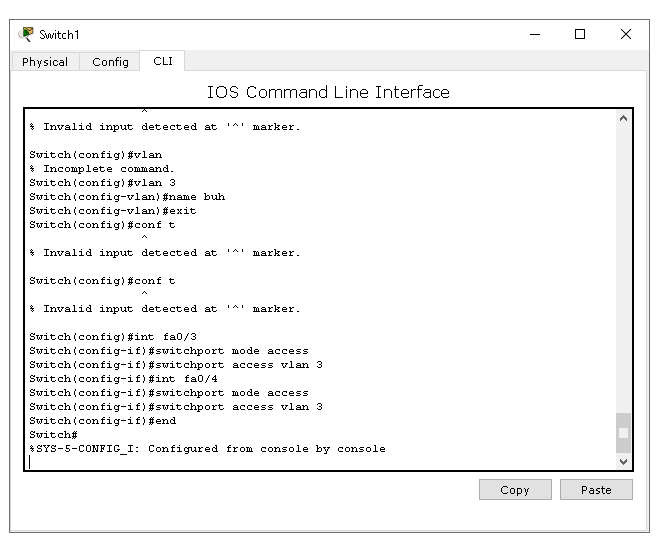 Switch1
Physical Config CLI
IOS Command Line Interface
^
% Invalid input detected at '^' marker.
Switch(config)#vlan
% Incomplete command.
Switch(config)#vlan 3
Switch(config-vlan)#name buh
Switch(config-vlan)#exit
Switch(config)#conf t
^
% Invalid input detected at '^' marker.
Switch(config)#conf t
^
% Invalid input detected at '^' marker.
Switch(config)#int fa0/3
Switch(config-if)#switchport mode access
Switch(config-if)#switchport access vlan 3
Switch(config-if)#int fa0/4
Switch(config-if)#switchport mode access
Switch(config-if)#switchport access vlan 3
Switch(config-if)#end
Switch#
%SYS-5-CONFIG_I: Configured from console by console
Copy Paste